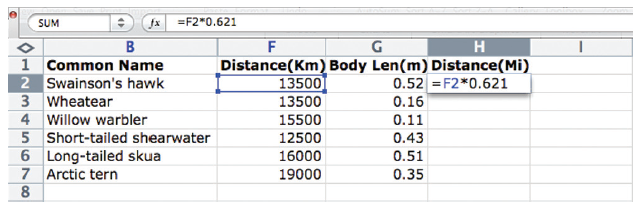 SUM fx =F2*0.621
B F G H I
1 Common Name Distance(Km) Body Len(m) Distance(Mi)
2 Swainson's hawk 13500 0.52 =F2*0.621
3 Wheatear 13500 0.16
4 Willow warbler 15500 0.11
5 Short-tailed shearwater 12500 0.43
6 Long-tailed skua 16000 0.51
7 Arctic tern 19000 0.35
8